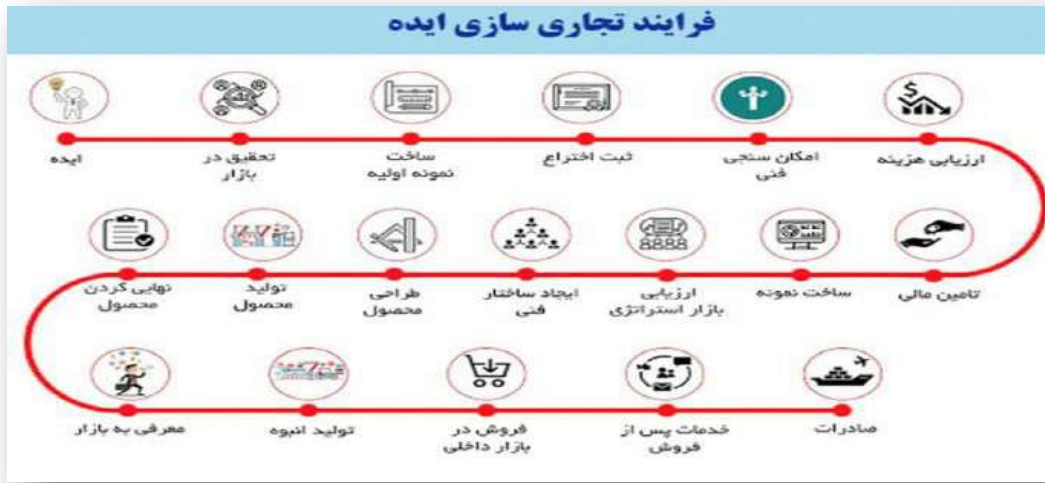 فرایند تجاری سازی ایده
ایده
تحقیق در
بازار
ساخت
نمونه اولیه
ثبت اختراع
امکان سنجی
فنی
ارزیابی هزینه
تامین مالی
ساخت نمونه
ارزیابی
بازار استراتژی
ایجاد ساختار
فنی
طراحی
محصول
تولید
محصول
نهایی کردن
محصول
معرفی به بازار
تولید انبوه
فروش در
بازار داخلی
خدمات پس از
فروش
صادرات